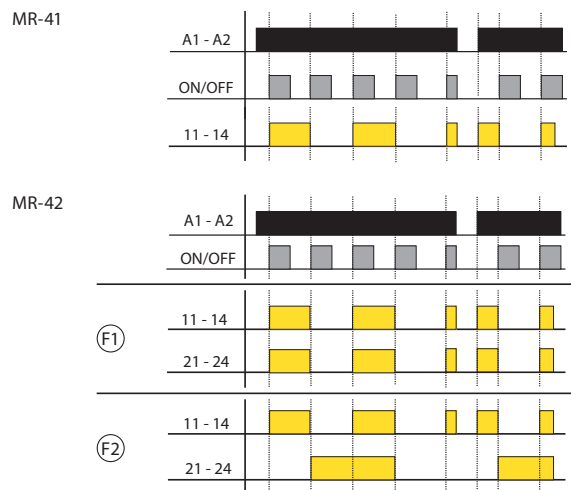 MR-41
A1 - A2
ON/OFF
11 - 14
MR-42
A1 - A2
ON/OFF
F1
11 - 14
21 - 24
F2
11 - 14
21 - 24